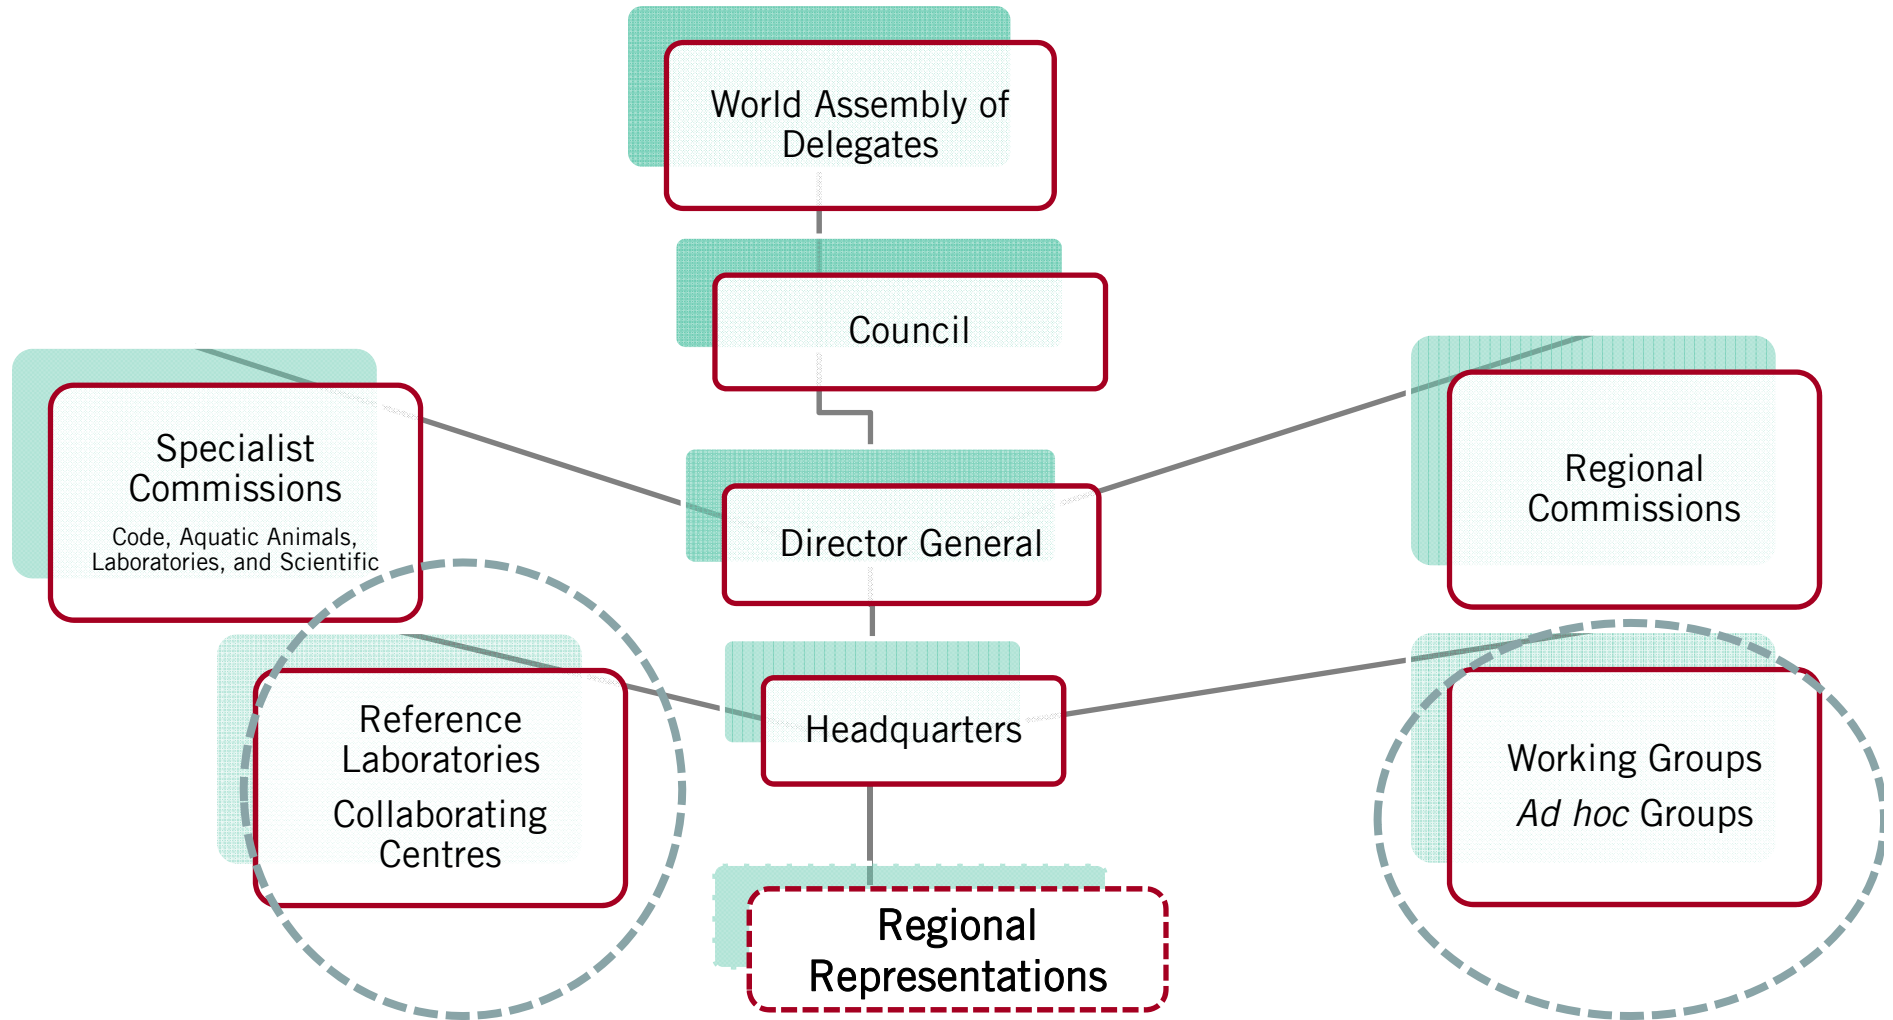 World Assembly of
Delegates
Council
Specialist
Commissions
Code, Aquatic Animals,
Laboratories, and Scientific
Director General
Regional
Commissions
Reference
Laboratories
Collaborating
Centres
Headquarters
Working Groups
Ad hoc Groups
Regional
Representations